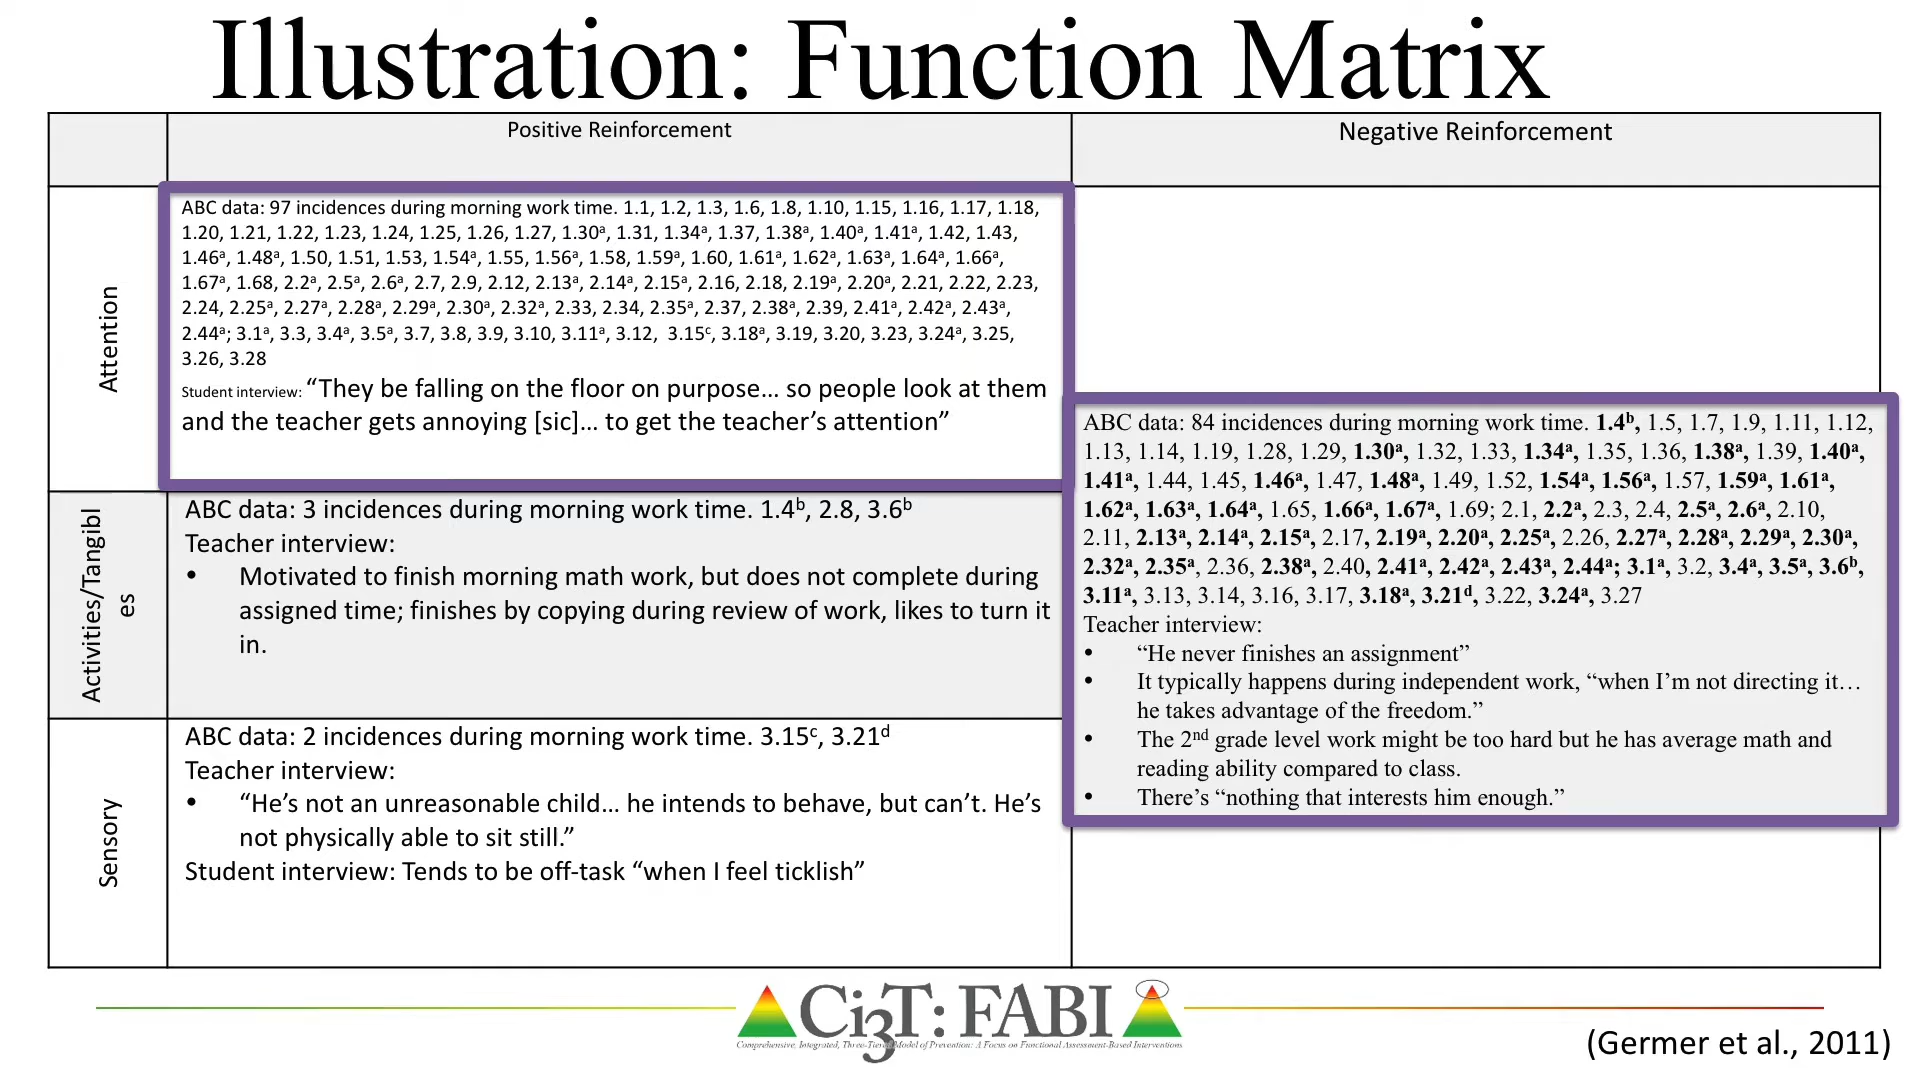 Illustration: Function Matrix
Positive Reinforcement
Negative Reinforcement
Attention
ABC data: 97 incidences during morning work time. 1.1, 1.2, 1.3, 1.6, 1.8, 1.10, 1.15, 1.16, 1.17, 1.18,
1.20, 1.21, 1.22, 1.23, 1.24, 1.25, 1.26, 1.27, 1.30ᵃ, 1.31, 1.34ᵃ, 1.37, 1.38ᵃ, 1.40ᵃ, 1.41ᵃ, 1.42, 1.43,
1.46ᵃ, 1.48ᵃ, 1.50, 1.51, 1.53, 1.54ᵃ, 1.55, 1.56ᵃ, 1.58, 1.59ᵃ, 1.60, 1.61ᵃ, 1.62ᵃ, 1.63ᵃ, 1.64ᵃ, 1.66ᵃ,
1.67ᵃ, 1.68, 2.2ᵃ, 2.5ᵃ, 2.6ᵃ, 2.7, 2.9, 2.12, 2.13ᵃ, 2.14ᵃ, 2.15ᵃ, 2.16, 2.18, 2.19ᵃ, 2.20ᵃ, 2.21, 2.22, 2.23,
2.24, 2.25ᵃ, 2.27ᵃ, 2.28ᵃ, 2.29ᵃ, 2.30ᵃ, 2.32ᵃ, 2.33, 2.34, 2.35ᵃ, 2.37, 2.38ᵃ, 2.39, 2.41ᵃ, 2.42ᵃ, 2.43ᵃ,
2.44ᵃ; 3.1ᵃ, 3.3, 3.4ᵃ, 3.5ᵃ, 3.7, 3.8, 3.9, 3.10, 3.11ᵃ, 3.12, 3.15ᶜ, 3.18ᵃ, 3.19, 3.20, 3.23, 3.24ᵃ, 3.25,
3.26, 3.28
Student interview: “They be falling on the floor on purpose… so people look at them
and the teacher gets annoying [sic]… to get the teacher’s attention”
Activities/Tangibl
es
ABC data: 3 incidences during morning work time. 1.4ᵇ, 2.8, 3.6ᵇ
Teacher interview:
• Motivated to finish morning math work, but does not complete during
assigned time; finishes by copying during review of work, likes to turn it
in.
ABC data: 84 incidences during morning work time. 1.4ᵇ, 1.5, 1.7, 1.9, 1.11, 1.12,
1.13, 1.14, 1.19, 1.28, 1.29, 1.30ᵃ, 1.32, 1.33, 1.34ᵃ, 1.35, 1.36, 1.38ᵃ, 1.39, 1.40ᵃ,
1.41ᵃ, 1.44, 1.45, 1.46ᵃ, 1.47, 1.48ᵃ, 1.49, 1.52, 1.54ᵃ, 1.56ᵃ, 1.57, 1.59ᵃ, 1.61ᵃ,
1.62ᵃ, 1.63ᵃ, 1.64ᵃ, 1.65, 1.66ᵃ, 1.67ᵃ, 1.69; 2.1, 2.2ᵃ, 2.3, 2.4, 2.5ᵃ, 2.6ᵃ, 2.10,
2.11, 2.13ᵃ, 2.14ᵃ, 2.15ᵃ, 2.17, 2.19ᵃ, 2.20ᵃ, 2.25ᵃ, 2.26, 2.27ᵃ, 2.28ᵃ, 2.29ᵃ, 2.30ᵃ,
2.32ᵃ, 2.35ᵃ, 2.36, 2.38ᵃ, 2.40, 2.41ᵃ, 2.42ᵃ, 2.43ᵃ, 2.44ᵃ; 3.1ᵃ, 3.2, 3.4ᵃ, 3.5ᵃ, 3.6ᵇ,
3.11ᵃ, 3.13, 3.14, 3.16, 3.17, 3.18ᵃ, 3.21ᵈ, 3.22, 3.24ᵃ, 3.27
Teacher interview:
• “He never finishes an assignment”
• It typically happens during independent work, “when I’m not directing it…
he takes advantage of the freedom.”
• The 2ⁿᵈ grade level work might be too hard but he has average math and
reading ability compared to class.
• There’s “nothing that interests him enough.”
Sensory
ABC data: 2 incidences during morning work time. 3.15ᶜ, 3.21ᵈ
Teacher interview:
• “He’s not an unreasonable child… he intends to behave, but can’t. He’s
not physically able to sit still.”
Student interview: Tends to be off-task “when I feel ticklish”
Ci3T: FABI
Comprehensive, Integrated, Three-Tiered Model of Prevention: A Focus on Functional Assessment-Based Interventions
(Germer et al., 2011)